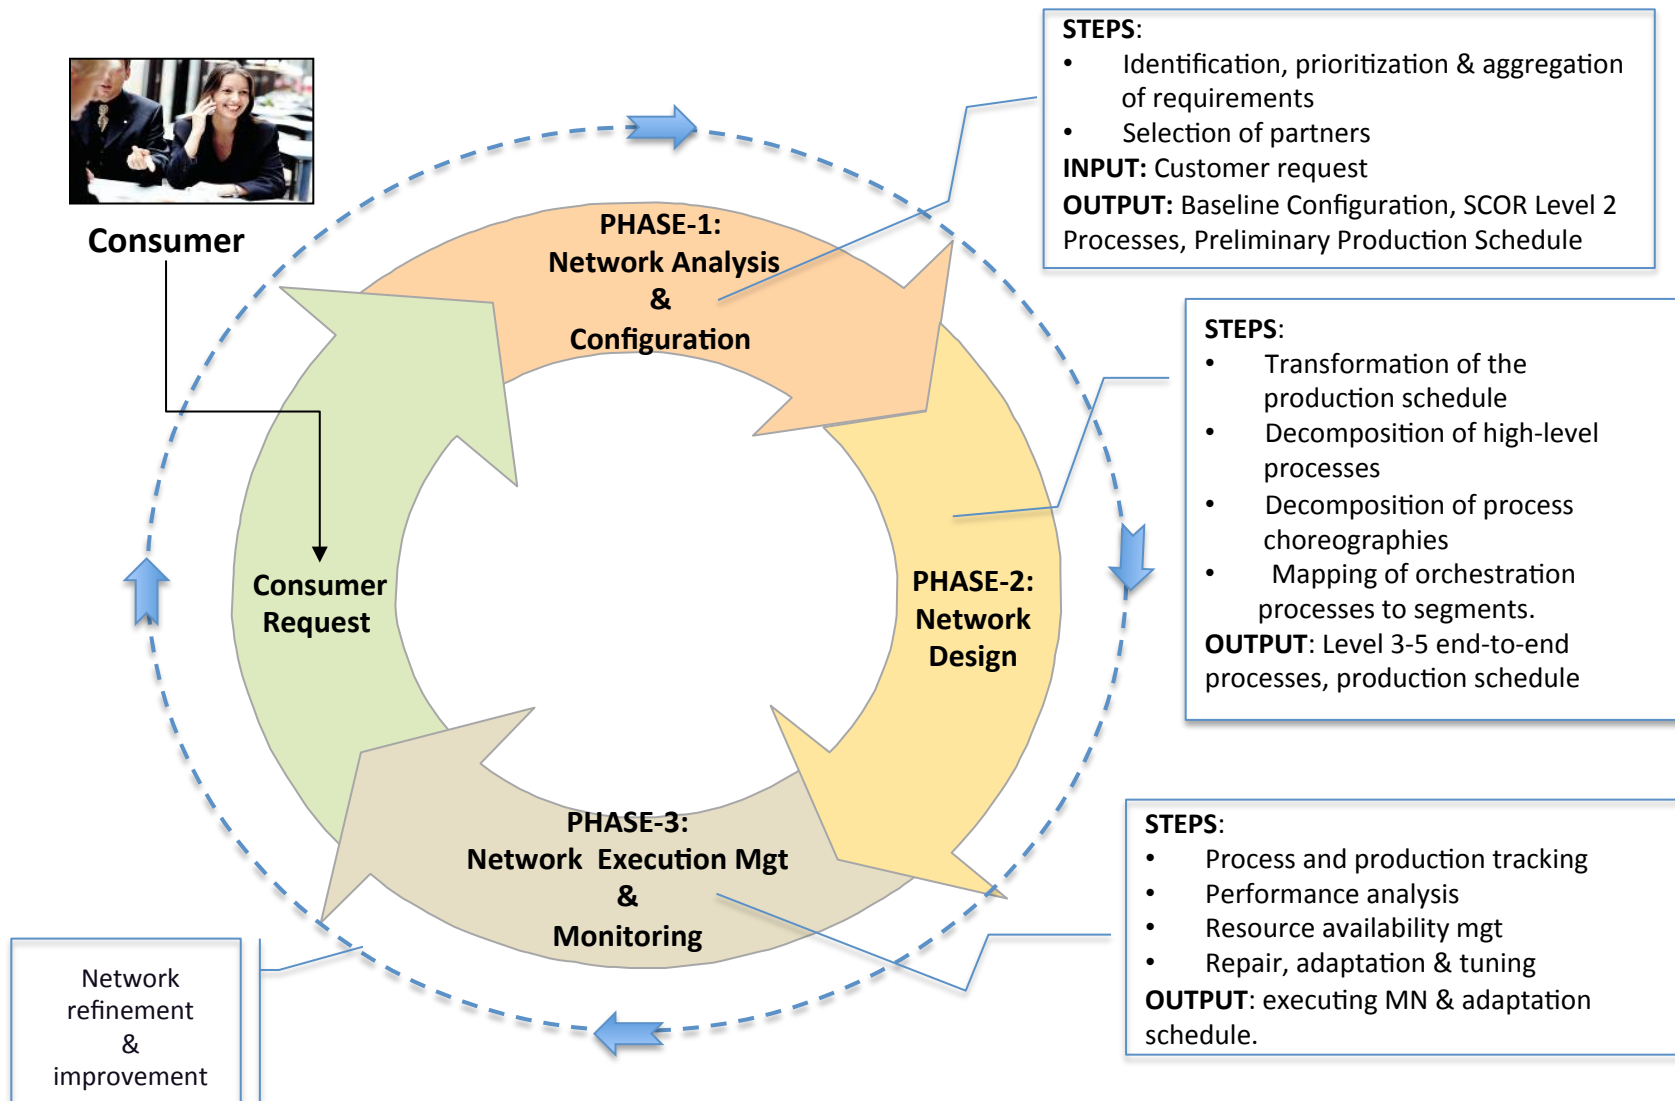 Consumer
PHASE-1:
Network Analysis
&
Configuration
STEPS:
• Identification, prioritization & aggregation
of requirements
• Selection of partners
INPUT: Customer request
OUTPUT: Baseline Configuration, SCOR Level 2
Processes, Preliminary Production Schedule
PHASE-2:
Network
Design
STEPS:
• Transformation of the
production schedule
• Decomposition of high-level
processes
• Decomposition of process
choreographies
• Mapping of orchestration
processes to segments.
OUTPUT: Level 3-5 end-to-end
processes, production schedule
Consumer
Request
PHASE-3:
Network Execution Mgt
&
Monitoring
STEPS:
• Process and production tracking
• Performance analysis
• Resource availability mgt
• Repair, adaptation & tuning
OUTPUT: executing MN & adaptation
schedule.
Network
refinement
&
improvement